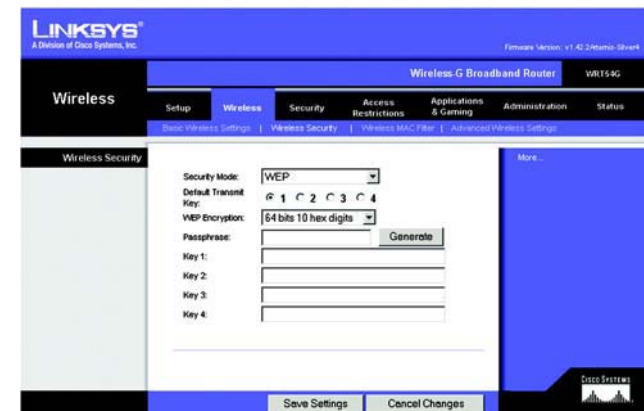 LINKSYS®
A Division of Cisco Systems, Inc.
Firmware Version: v1.42.2
Wireless-G Broadband Router WRT54G
Wireless
Setup Wireless Security Access Restrictions Applications & Gaming Administration Status
Basic Wireless Settings | Wireless Security | Wireless MAC Filter | Advanced Wireless Settings
Wireless Security
More...
Security Mode: WEP
Default Transmit Key: 1 2 3 4
WEP Encryption: 64 bits 10 hex digits
Passphrase: Generate
Key 1:
Key 2:
Key 3:
Key 4:
CISCO SYSTEMS
Save Settings Cancel Changes